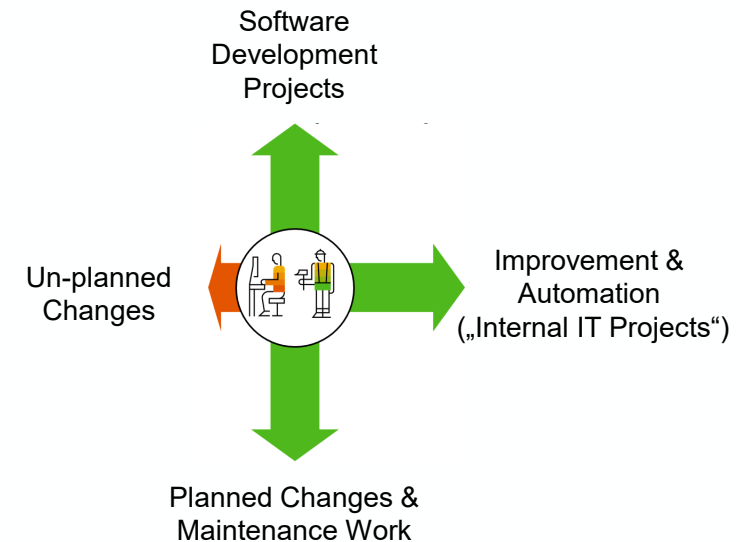 Software
Development
Projects
Un-planned
Changes
Improvement &
Automation
(„Internal IT Projects“)
Planned Changes &
Maintenance Work